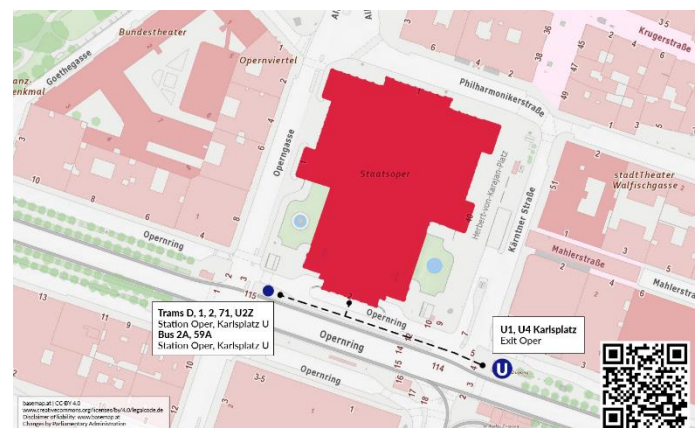 Bundestheater
Goethegasse
Opernviertel
Krugerstraße
Philharmonikerstraße
Operngasse
Staatsoper
Herbert-von-Karajan-Platz
Kärntner Straße
stadtTheater
Walfischgasse
Mahlerstraße
Mahlerstraße
Opernring
Opernring
Opernring
Trams D, 1, 2, 71, U2Z
Station Oper, Karlsplatz U
Bus 2A, 59A
Station Oper, Karlsplatz U
U1, U4 Karlsplatz
Exit Oper
U
basemap.at | CC-BY 4.0
www.creativecommons.org/licenses/by/4.0/legalcode.de
Disclaimer of liability: www.basemap.at
Changes by Parliamentary Administration